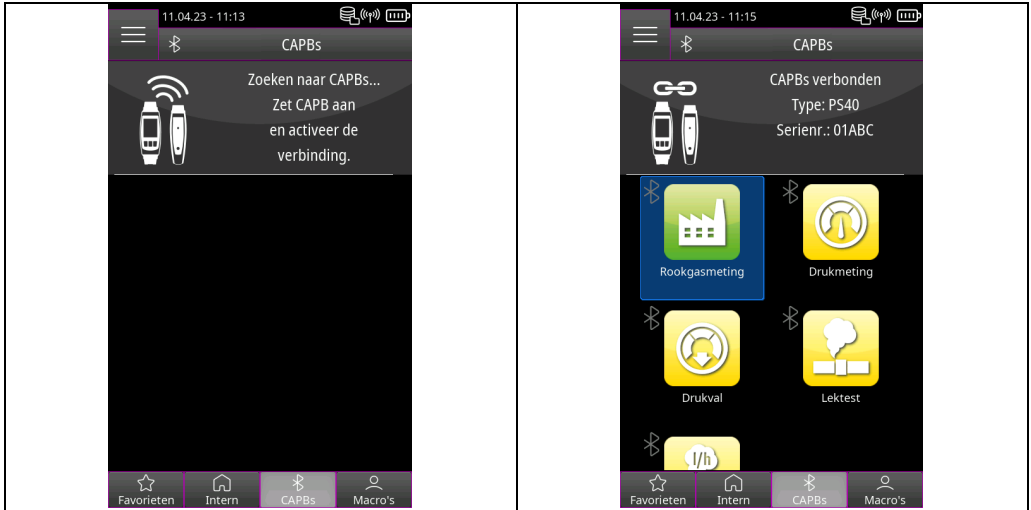 11.04.23 - 11:13
CAPBs
Zoeken naar CAPBs...
Zet CAPB aan
en activeer de
verbinding.
Favorieten Intern CAPBs Macro's
11.04.23 - 11:15
CAPBs
CAPBs verbonden
Type: PS40
Serienr.: 01ABC
Rookgasmeting Drukmeting
Drukval Lektest
l/h
Favorieten Intern CAPBs Macro's